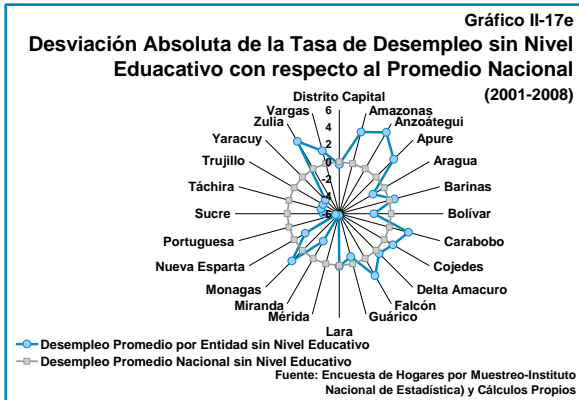 Gráfico II-17e
Desviación Absoluta de la Tasa de Desempleo sin Nivel
Eduacativo con respecto al Promedio Nacional
(2001-2008)
Distrito Capital
Amazonas
Anzoátegui
Apure
Aragua
Barinas
Bolívar
Carabobo
Cojedes
Delta Amacuro
Falcón
Guárico
Lara
Mérida
Miranda
Monagas
Nueva Esparta
Portuguesa
Sucre
Táchira
Trujillo
Yaracuy
Zulia
Vargas
6
4
2
0
-2
-4
-6
Desempleo Promedio por Entidad sin Nivel Educativo
Desempleo Promedio Nacional sin Nivel Educativo
Fuente: Encuesta de Hogares por Muestreo-Instituto
Nacional de Estadística) y Cálculos Propios